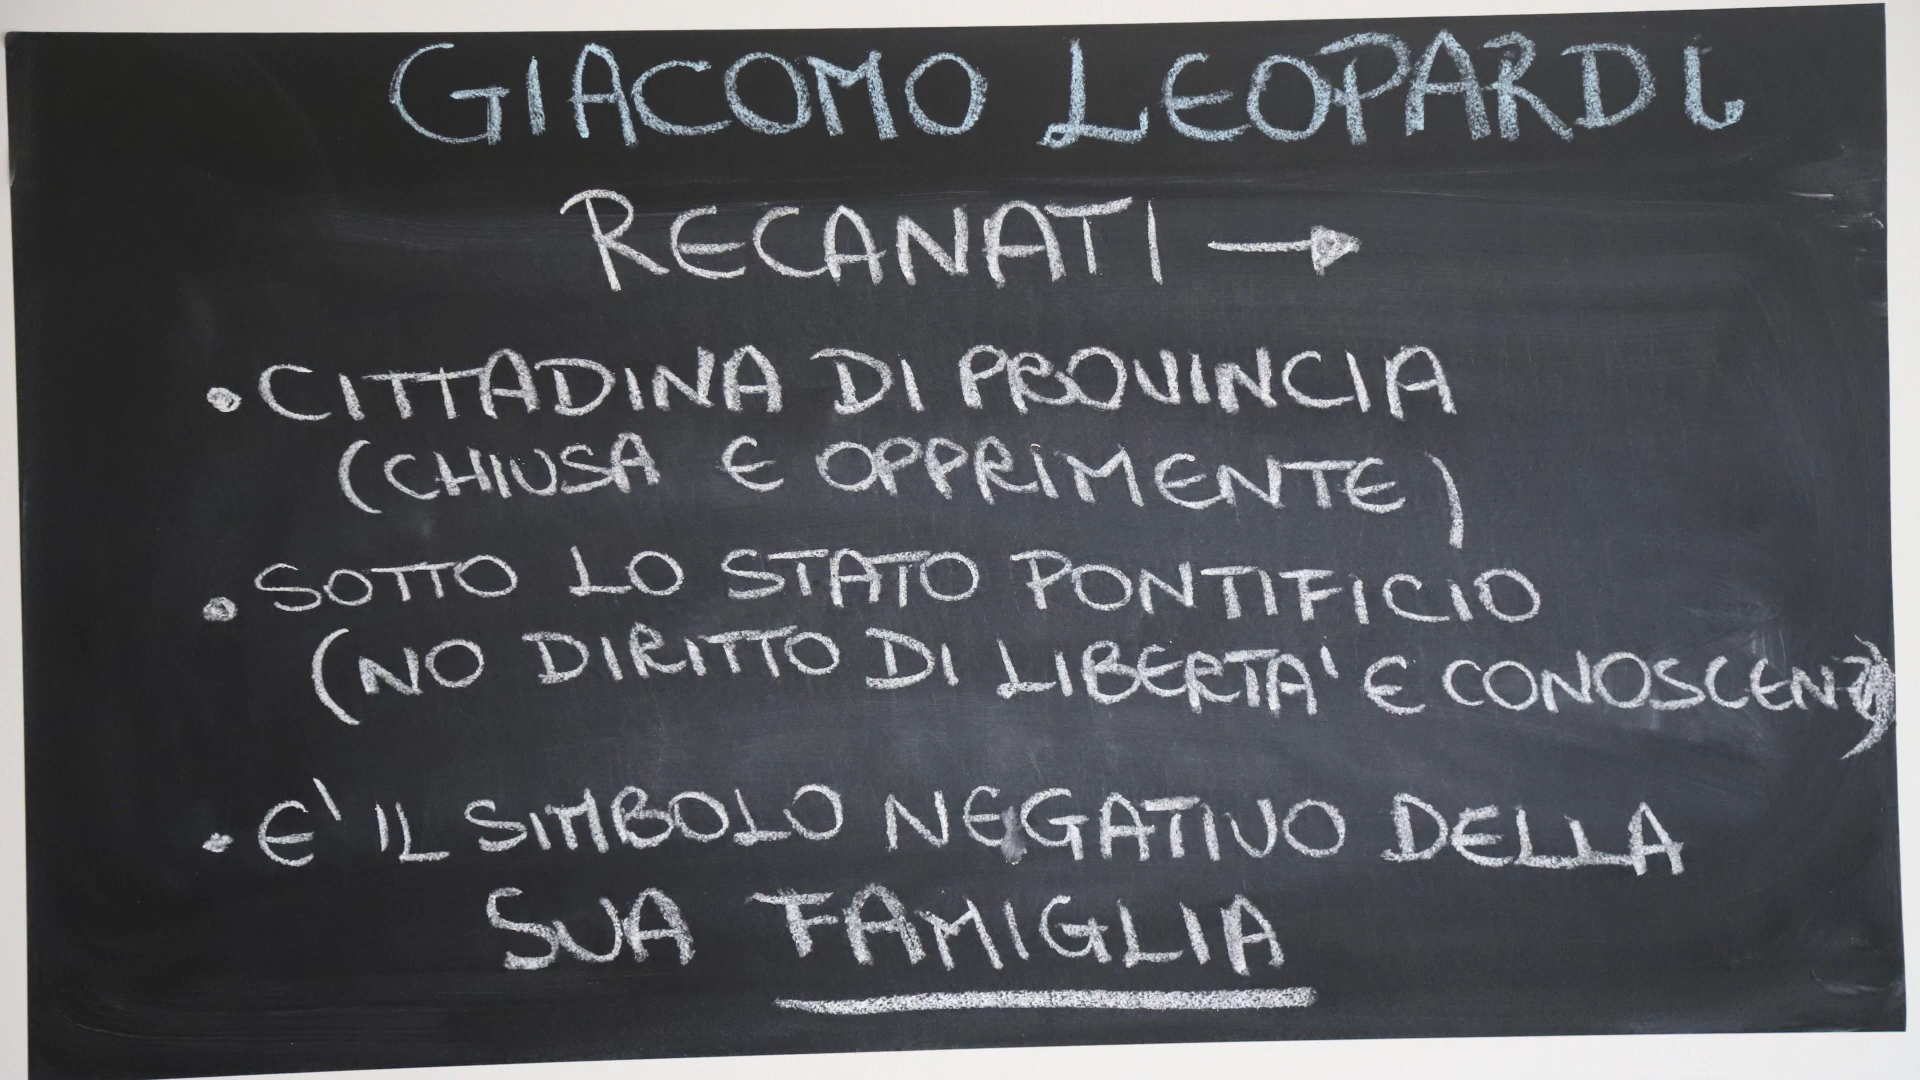 GIACOMO LEOPARDI
RECANATI →
• CITTADINA DI PROVINCIA
(CHIUSA E OPPRIMENTE)
• SOTTO LO STATO PONTIFICIO
(NO DIRITTO DI LIBERTA' E CONOSCENZ)
• E' IL SIMBOLO NEGATIVO DELLA
SUA FAMIGLIA